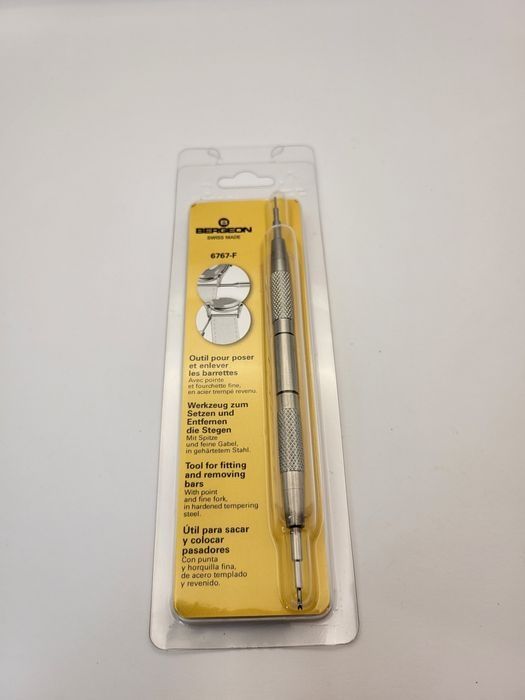 B
BERGEON
SWISS MADE
6767-F
Outil pour poser
et enlever
les barrettes
Avec pointe
et fourchette fine,
en acier trempé revenu.
Werkzeug zum
Setzen und
Entfernen
die Stegen
Mit Spitze
und feine Gabel,
in gehärtetem Stahl.
Tool for fitting
and removing
bars
With point
and fine fork,
in hardened tempering
steel.
Útil para sacar
y colocar
pasadores
Con punta
y horquilla fina,
de acero templado
y revenido.